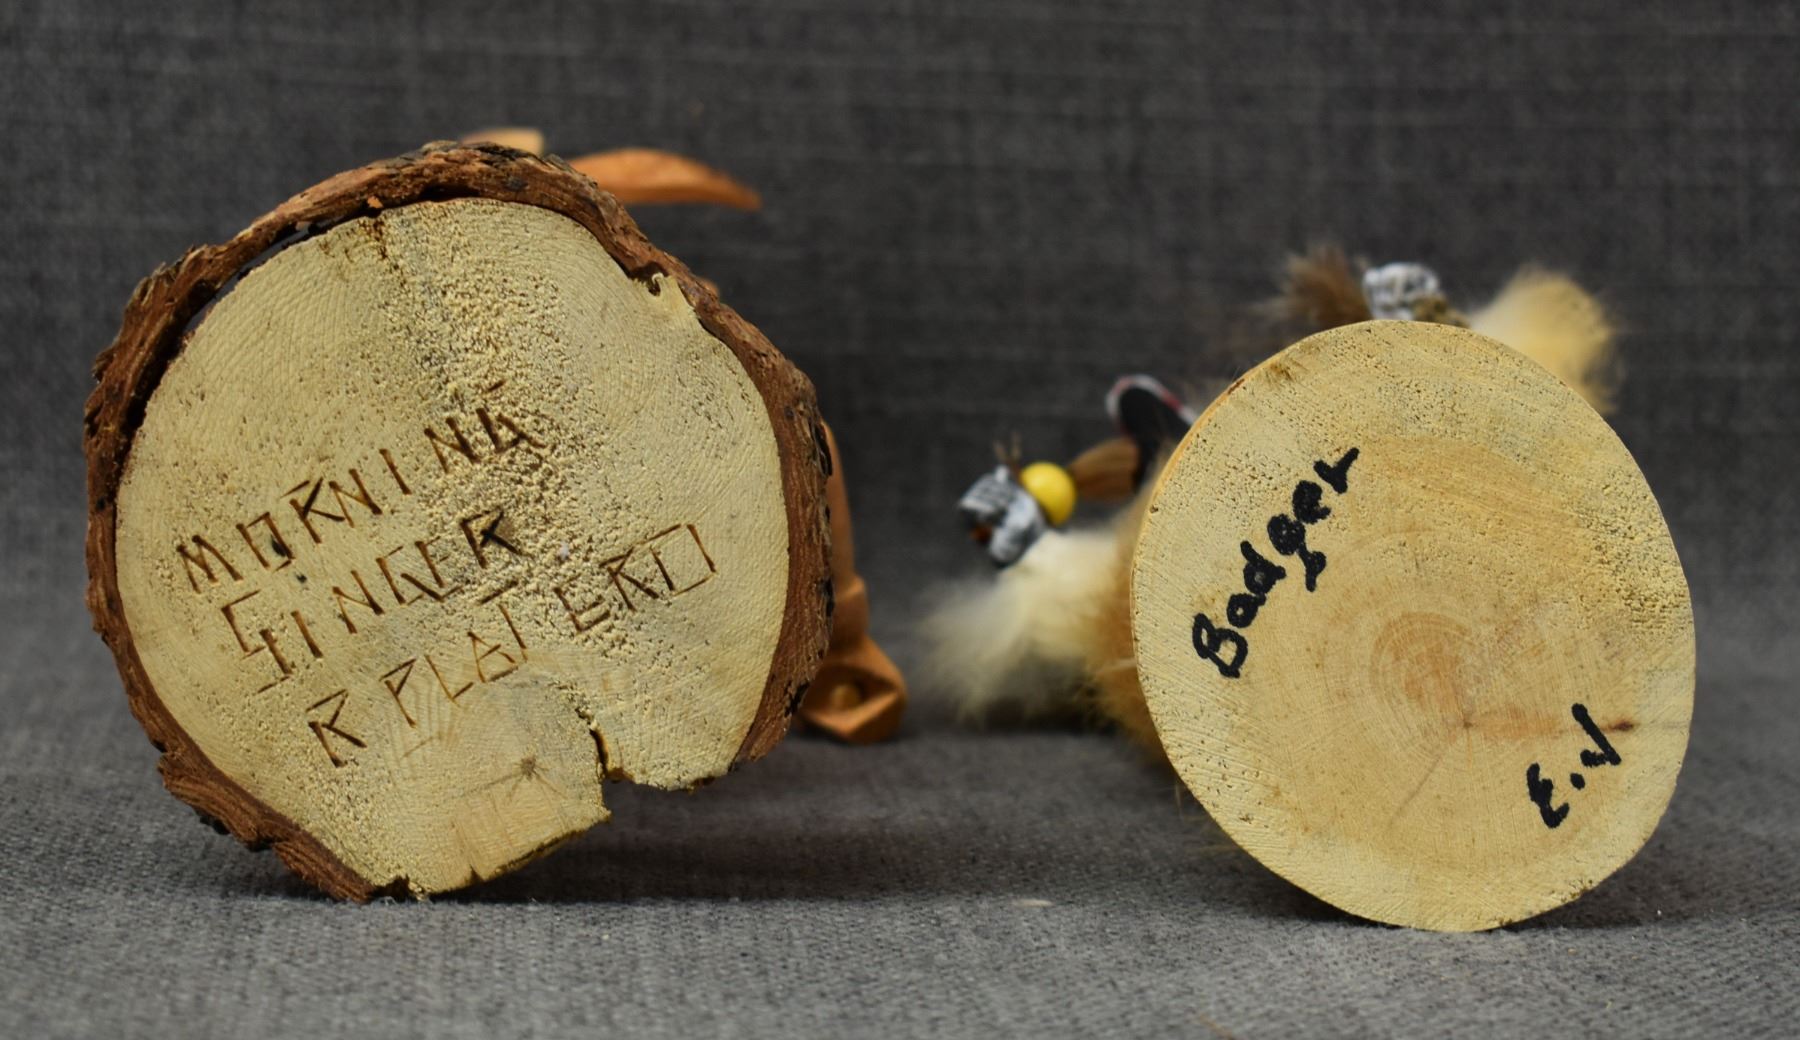 MORNING
SINGER
R PLATERO
Badger
E.V